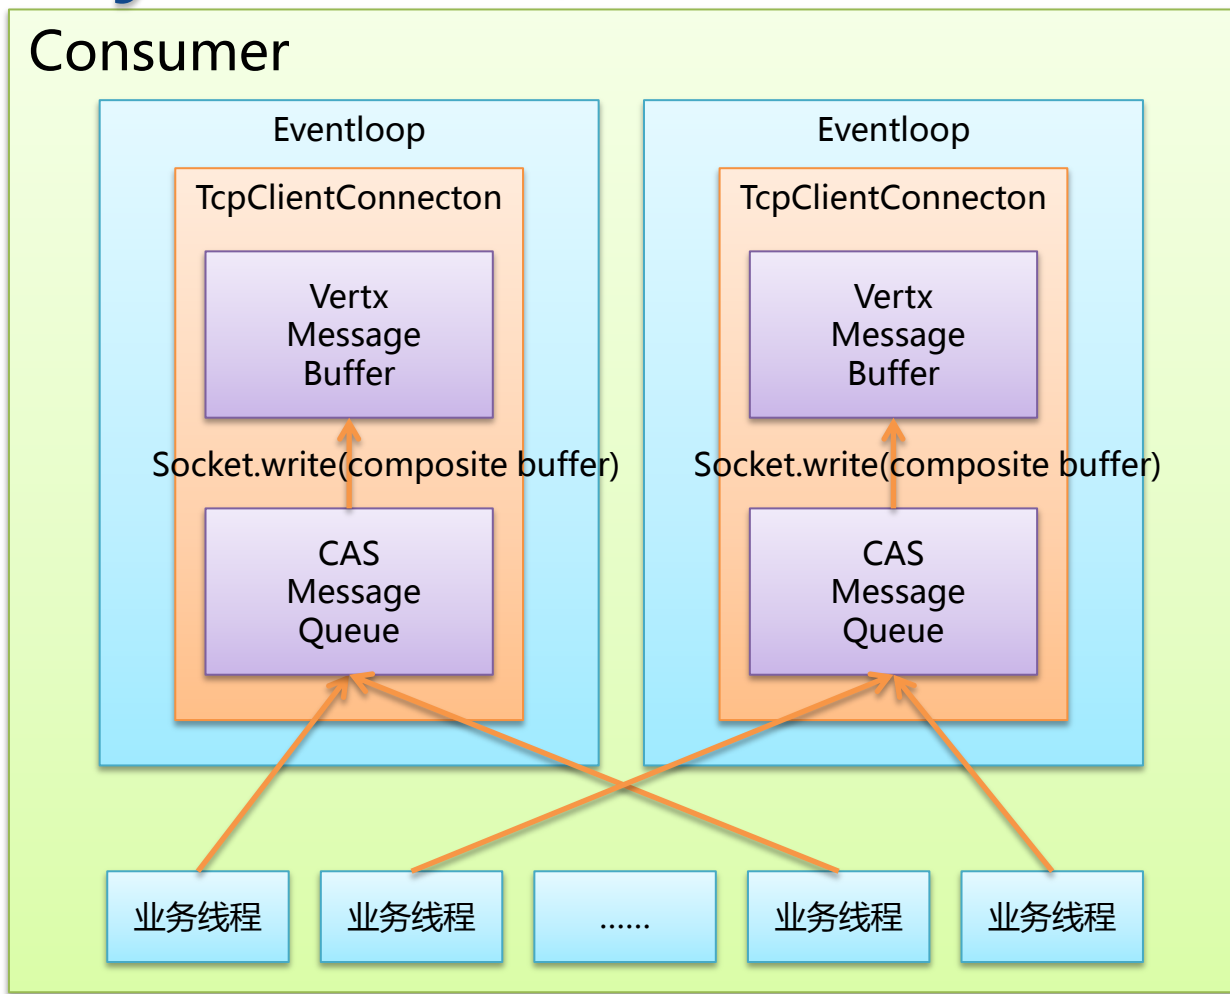 Consumer
Eventloop
TcpClientConnecton
Vertx
Message
Buffer
Socket.write(composite buffer)
CAS
Message
Queue
Eventloop
TcpClientConnecton
Vertx
Message
Buffer
Socket.write(composite buffer)
CAS
Message
Queue
业务线程
业务线程
......
业务线程
业务线程